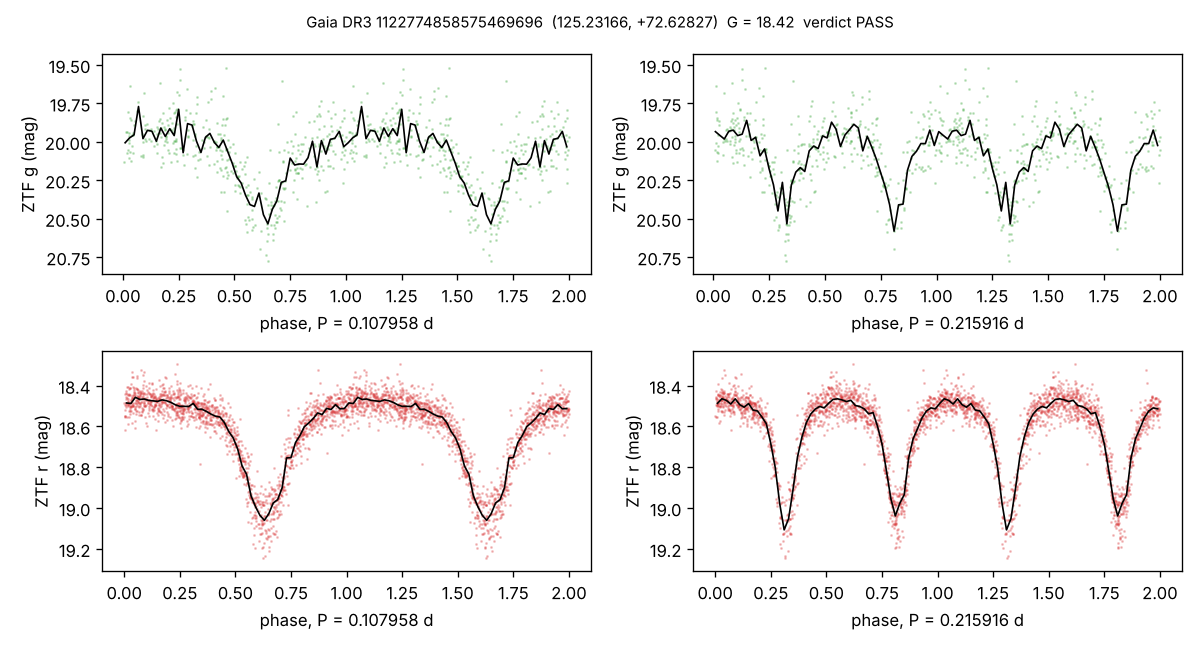 Gaia DR3 1122774858575469696 (125.23166, +72.62827) G = 18.42 verdict PASS
ZTF g (mag)
19.50
19.75
20.00
20.25
20.50
20.75
0.00 0.25 0.50 0.75 1.00 1.25 1.50 1.75 2.00
phase, P = 0.107958 d
ZTF g (mag)
19.50
19.75
20.00
20.25
20.50
20.75
0.00 0.25 0.50 0.75 1.00 1.25 1.50 1.75 2.00
phase, P = 0.215916 d
ZTF r (mag)
18.4
18.6
18.8
19.0
19.2
0.00 0.25 0.50 0.75 1.00 1.25 1.50 1.75 2.00
phase, P = 0.107958 d
ZTF r (mag)
18.4
18.6
18.8
19.0
19.2
0.00 0.25 0.50 0.75 1.00 1.25 1.50 1.75 2.00
phase, P = 0.215916 d